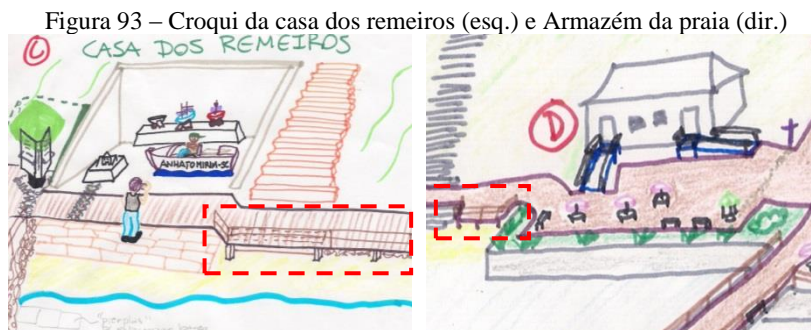 Figura 93 – Croqui da casa dos remeiros (esq.) e Armazém da praia (dir.)
C CASA DOS REMEIROS
ANHATOMIRIM-SC
D